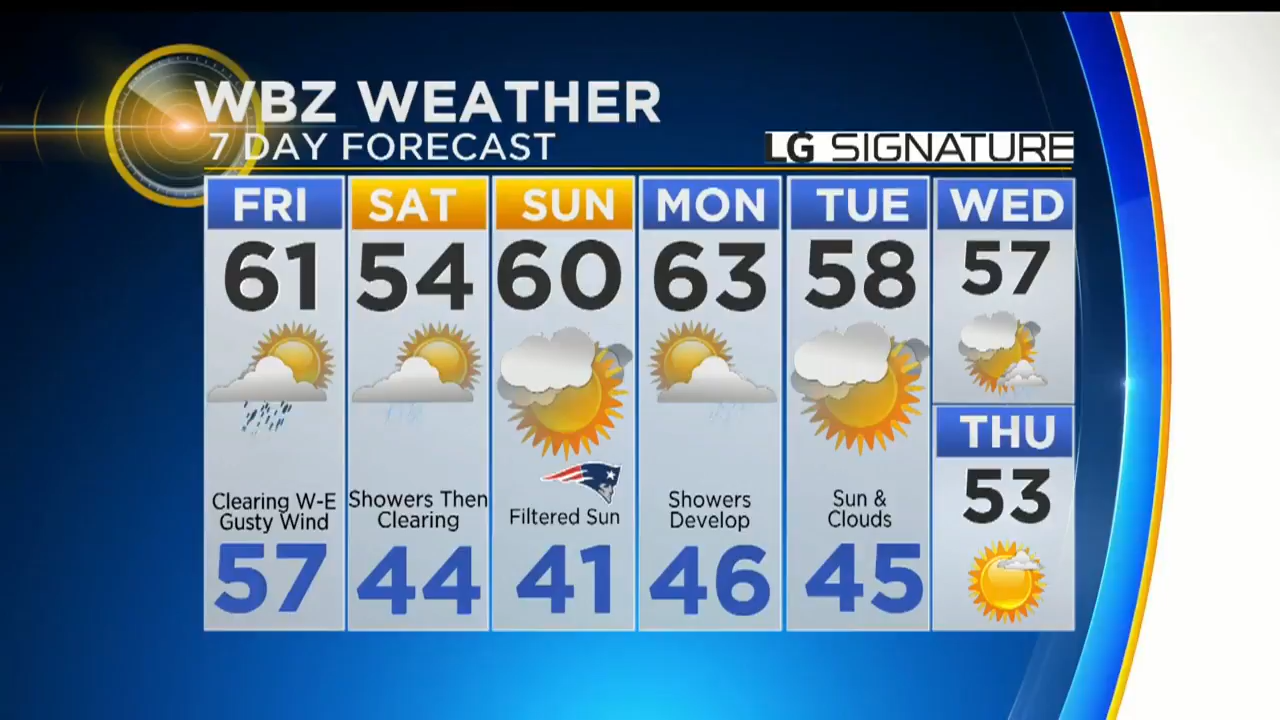 WBZ WEATHER
7 DAY FORECAST
LG SIGNATURE
FRI
61
Clearing W-E
Gusty Wind
57
SAT
54
Showers Then
Clearing
44
SUN
60
Filtered Sun
41
MON
63
Showers
Develop
46
TUE
58
Sun &
Clouds
45
WED
57
THU
53